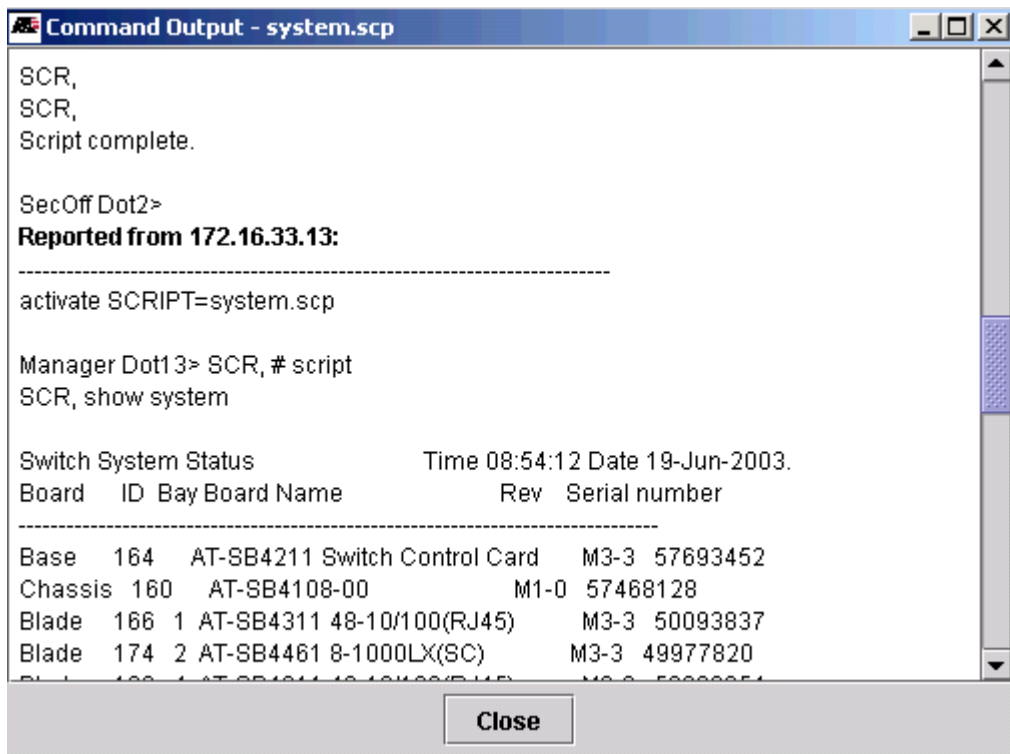 Command Output - system.scp
SCR,
SCR,
Script complete.
SecOff Dot2>
Reported from 172.16.33.13:
--------------------------------------------------------------------------
activate SCRIPT=system.scp
Manager Dot13> SCR, # script
SCR, show system
Switch System Status Time 08:54:12 Date 19-Jun-2003.
Board ID Bay Board Name Rev Serial number
--------------------------------------------------------------------------------
Base 164 AT-SB4211 Switch Control Card M3-3 57693452
Chassis 160 AT-SB4108-00 M1-0 57468128
Blade 166 1 AT-SB4311 48-10/100(RJ45) M3-3 50093837
Blade 174 2 AT-SB4461 8-1000LX(SC) M3-3 49977820
Close